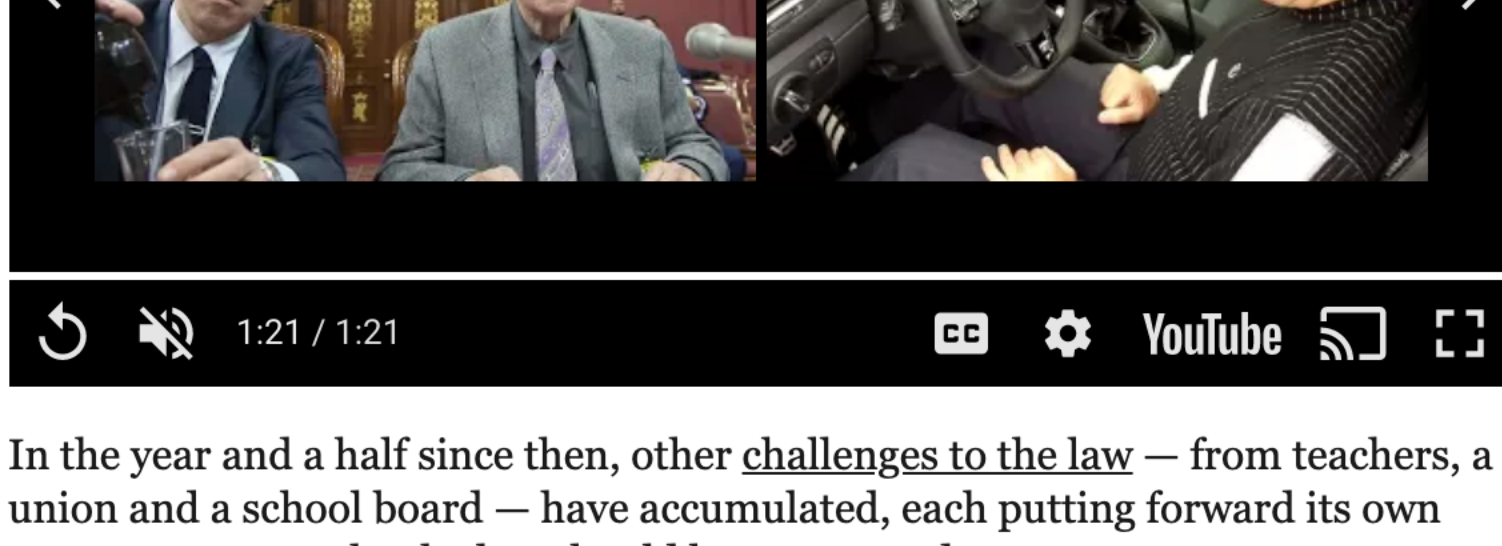 1:21 / 1:21
CC
YouTube
In the year and a half since then, other challenges to the law — from teachers, a
union and a school board — have accumulated, each putting forward its own